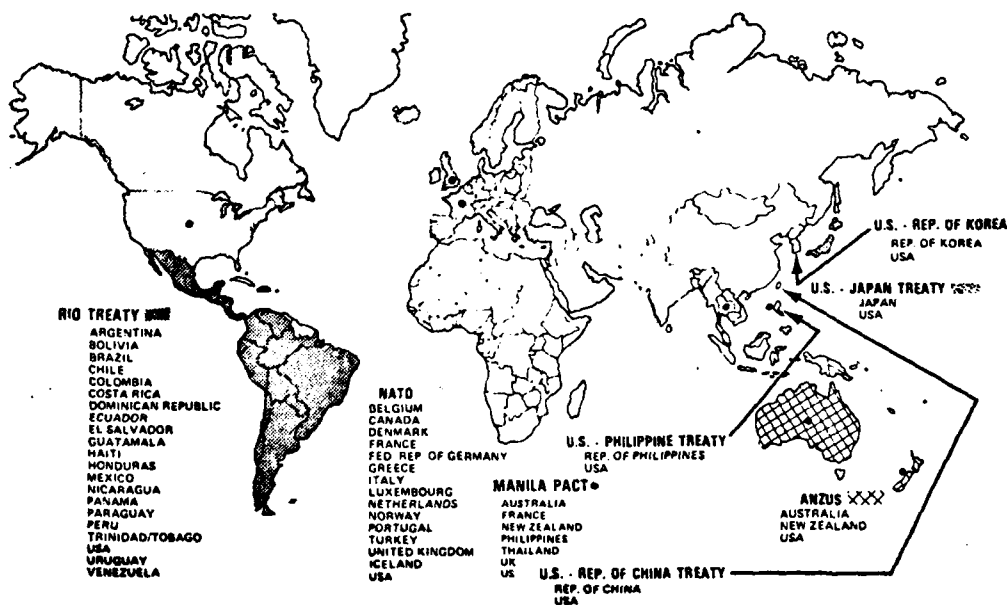 RIO TREATY
ARGENTINA
BOLIVIA
BRAZIL
CHILE
COLOMBIA
COSTA RICA
DOMINICAN REPUBLIC
ECUADOR
EL SALVADOR
GUATAMALA
HAITI
HONDURAS
MEXICO
NICARAGUA
PANAMA
PARAGUAY
PERU
TRINIDAD/TOBAGO
USA
URUGUAY
VENEZUELA
NATO
BELGIUM
CANADA
DENMARK
FRANCE
FED REP OF GERMANY
GREECE
ITALY
LUXEMBOURG
NETHERLANDS
NORWAY
PORTUGAL
TURKEY
UNITED KINGDOM
ICELAND
USA
MANILA PACT
AUSTRALIA
FRANCE
NEW ZEALAND
PHILIPPINES
THAILAND
UK
US
U.S. - PHILIPPINE TREATY
REP. OF PHILIPPINES
USA
U.S. - REP. OF KOREA
REP. OF KOREA
USA
U.S. - JAPAN TREATY
JAPAN
USA
ANZUS
AUSTRALIA
NEW ZEALAND
USA
U.S. - REP. OF CHINA TREATY
REP. OF CHINA
USA